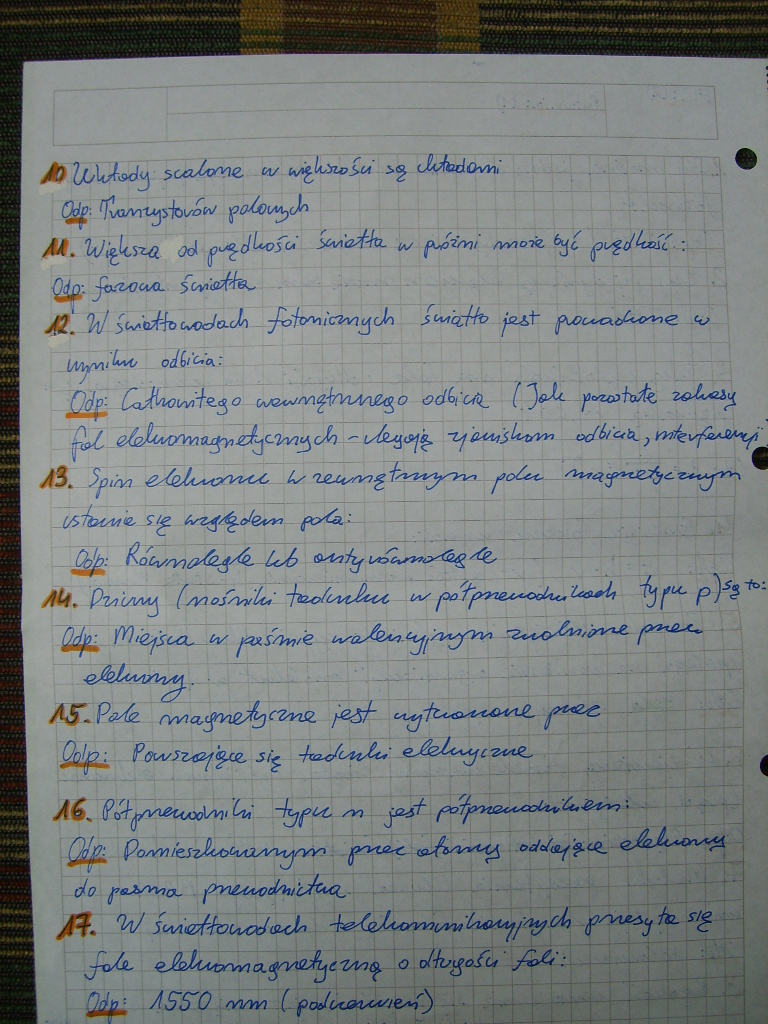 10 Układy scalone w większości są układami
Odp: Tranzystorów polowych
11. Większa od prędkości światła w próżni może być prędkość:
Odp: fazowa światła
12. W światłowodach fotonicznych światło jest prowadzone w
wyniku odbicia:
Odp: Całkowitego wewnętrznego odbicia (Jak pozostałe zakresy
fal elektromagnetycznych - ulegają zjawiskom odbicia, interferencji
13. Spin elektronu w zewnętrznym polu magnetycznym
ustawia się względem pola:
Odp: Równolegle lub antyrównolegle
14. Dziury (nośniki ładunku w półprzewodnikach typu p) są to:
Odp: Miejsca w paśmie walencyjnym zwolnione przez
elektrony.
15. Pole magnetyczne jest wytwarzane przez
Odp: Poruszające się ładunki elektryczne
16. Półprzewodniki typu n jest półprzewodnikiem:
Odp: Domieszkowanym przez atomy oddające elektrony
do pasma przewodnictwa
17. W światłowodach telekomunikacyjnych przesyła się
fale elektromagnetyczną o długości fali:
Odp: 1550 nm (podczerwień)